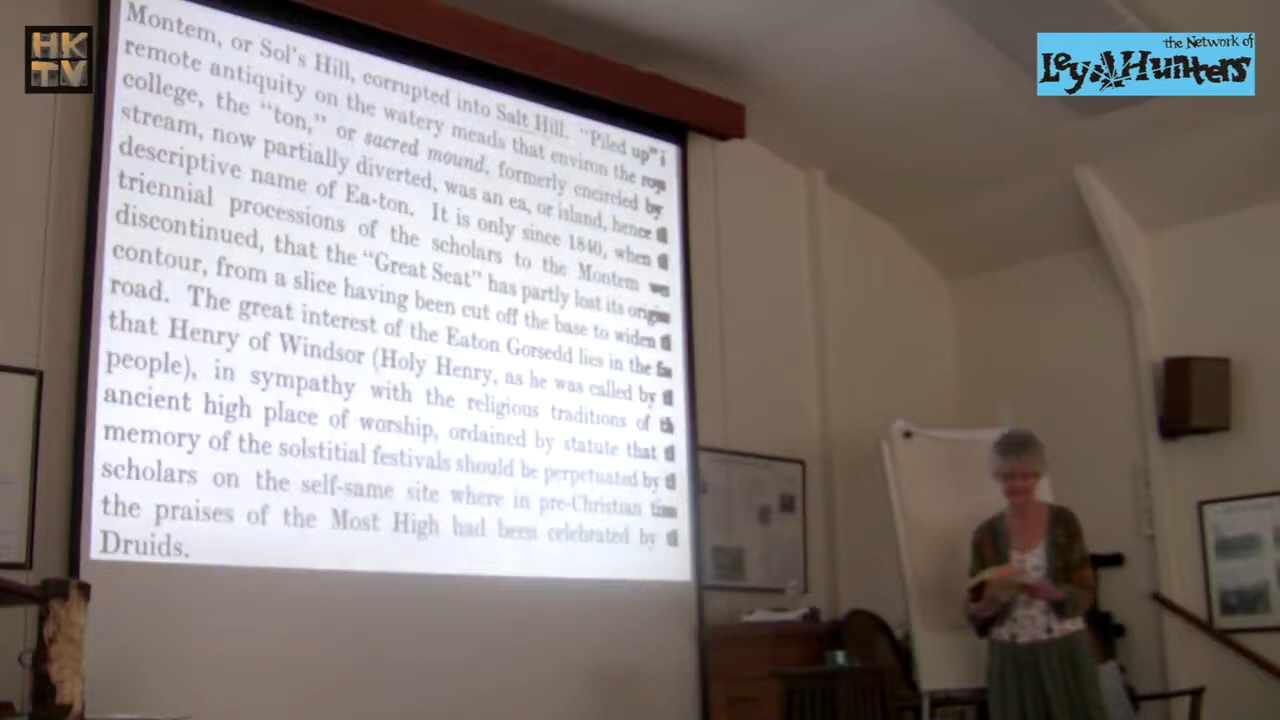 HK
TV
the Network of
Ley Hunters
Montem, or Sol's Hill, corrupted into Salt Hill. "Piled up" i
remote antiquity on the watery meads that environ the roy
college, the "ton," or sacred mound, formerly encircled by
stream, now partially diverted, was an ea, or island, hence
descriptive name of Ea-ton. It is only since 1840, when
triennial processions of the scholars to the Montem
discontinued, that the "Great Seat" has partly lost its origin
contour, from a slice having been cut off the base to widen
road. The great interest of the Eaton Gorsedd lies in the fa
that Henry of Windsor (Holy Henry, as he was called by
people), in sympathy with the religious traditions of th
ancient high place of worship, ordained by statute that
memory of the solstitial festivals should be perpetuated by
scholars on the self-same site where in pre-Christian tim
the praises of the Most High had been celebrated by
Druids.